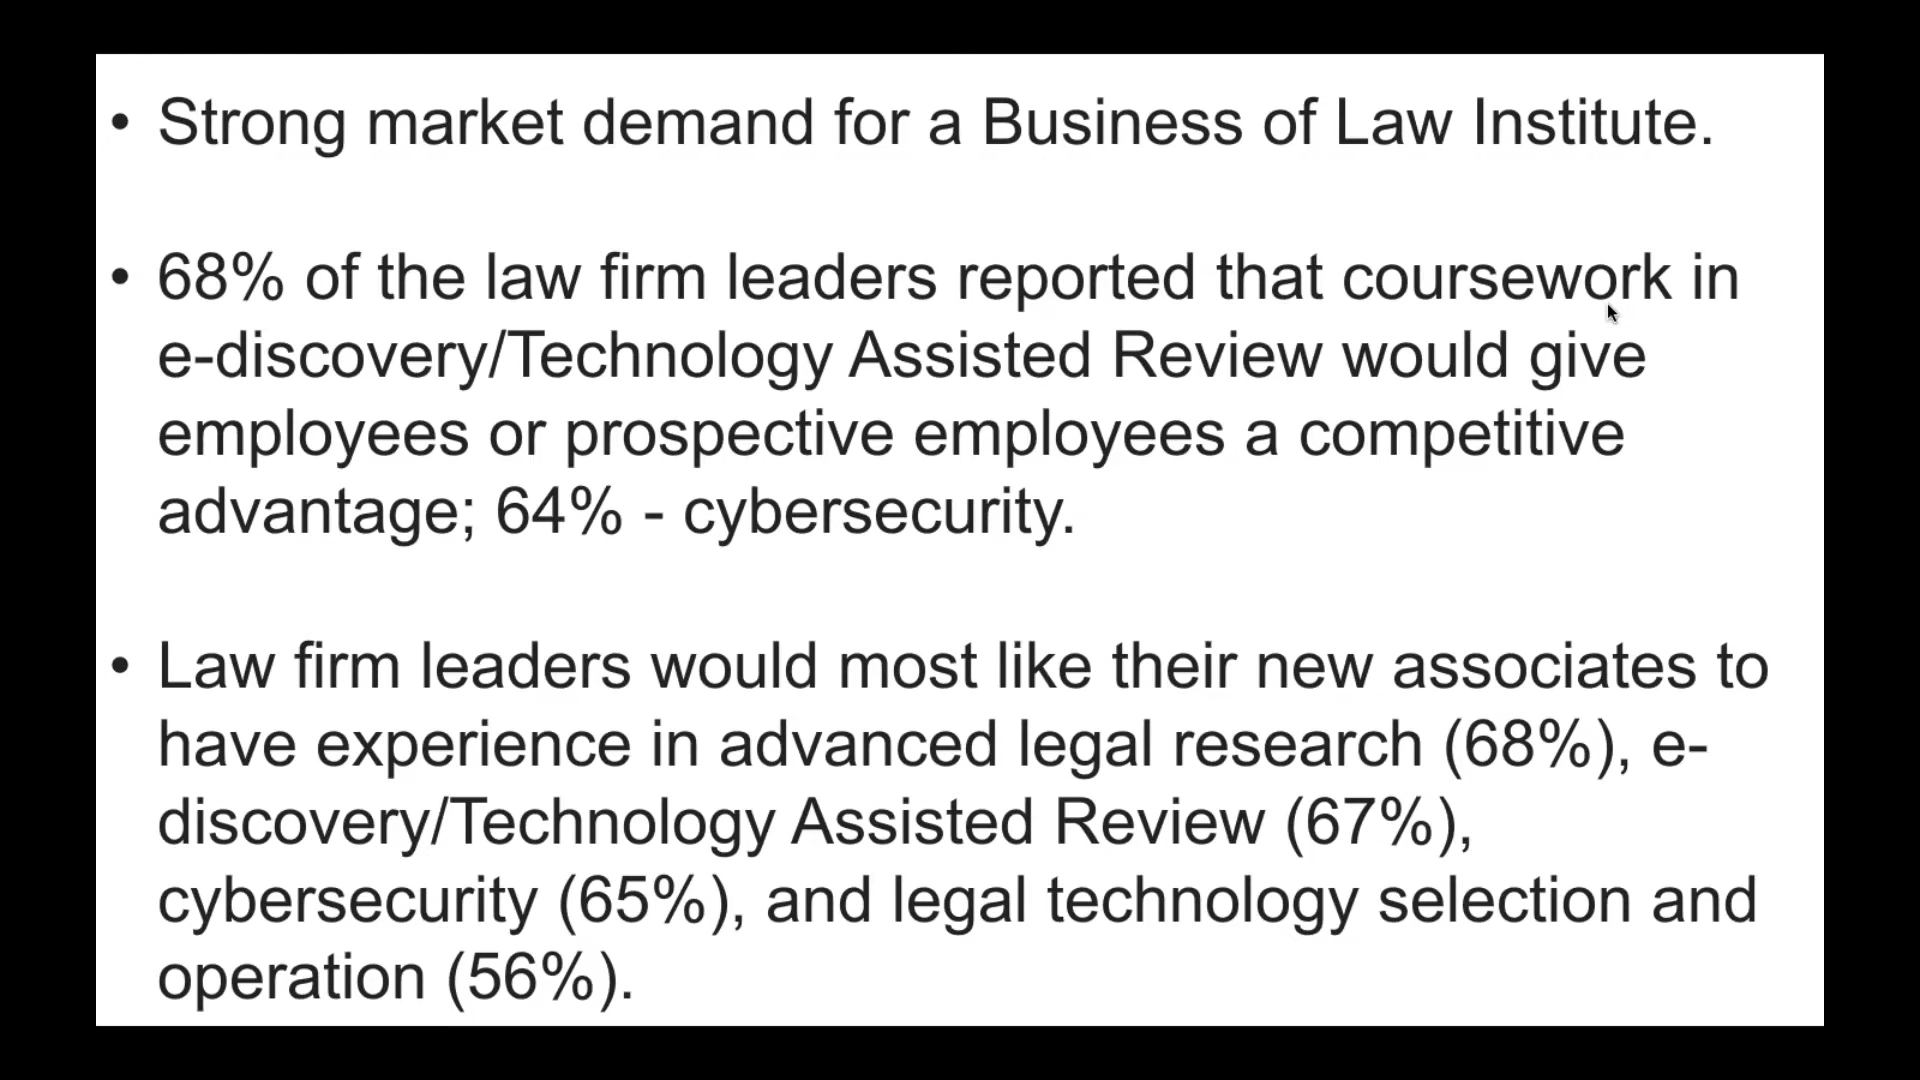 • Strong market demand for a Business of Law Institute.
• 68% of the law firm leaders reported that coursework in
e-discovery/Technology Assisted Review would give
employees or prospective employees a competitive
advantage; 64% - cybersecurity.
• Law firm leaders would most like their new associates to
have experience in advanced legal research (68%), e-
discovery/Technology Assisted Review (67%),
cybersecurity (65%), and legal technology selection and
operation (56%).